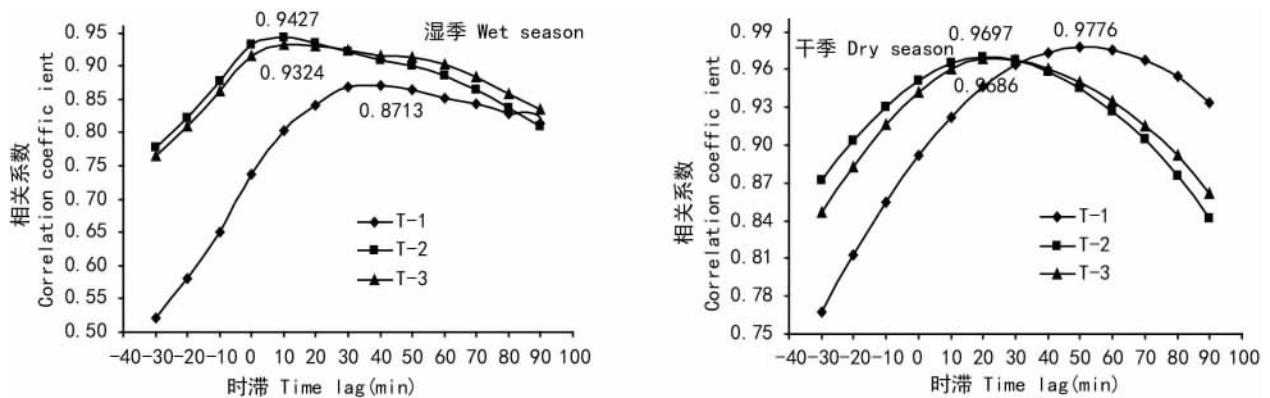 0.9427
湿季 Wet season
0.95
0.90
0.85
0.80
0.75
0.70
0.65
0.60
0.55
0.50
0.9324
0.8713
T-1
T-2
T-3
相关系数
Correlation coeffic ient
-40-30-20-10 0 10 20 30 40 50 60 70 80 90 100
时滞 Time lag(min)
0.9697
0.9776
干季 Dry season
0.99
0.96
0.93
0.90
0.87
0.84
0.81
0.78
0.75
0.9686
T-1
T-2
T-3
相关系数
Correlation coeffic ient
-40-30-20-10 0 10 20 30 40 50 60 70 80 90 100
时滞 Time lag(min)